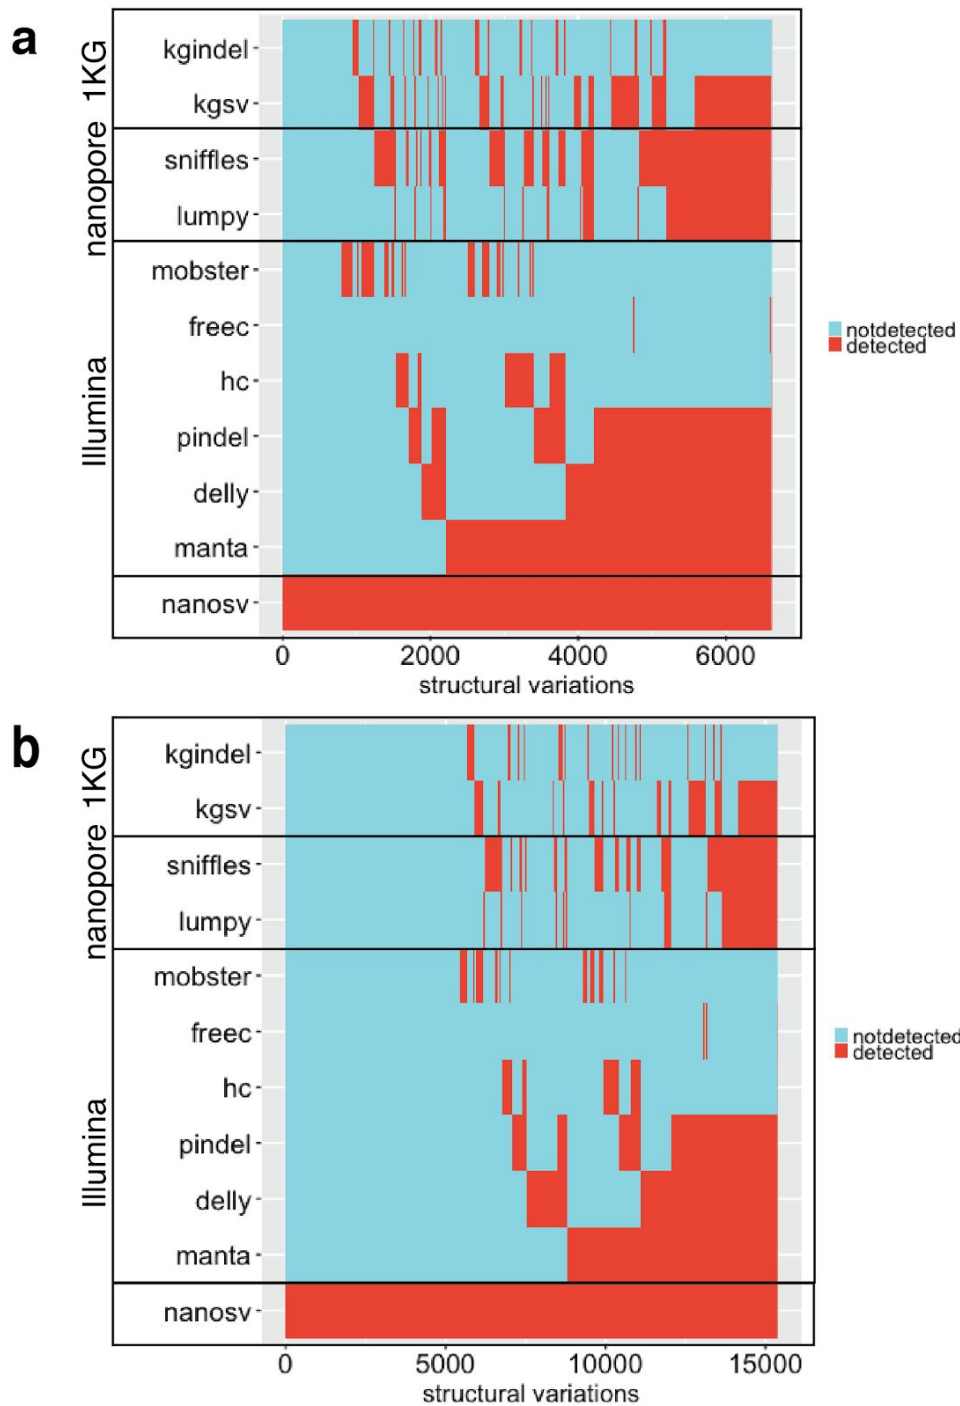 a
1KG
nanopore
Illlumina
kgindel
kgsv
sniffles
lumpy
mobster
freec
hc
pindel
delly
manta
nanosv
0 2000 4000 6000
structural variations
notdetected
detected
b
1KG
nanopore
Illlumina
kgindel
kgsv
sniffles
lumpy
mobster
freec
hc
pindel
delly
manta
nanosv
0 5000 10000 15000
structural variations
notdetected
detected